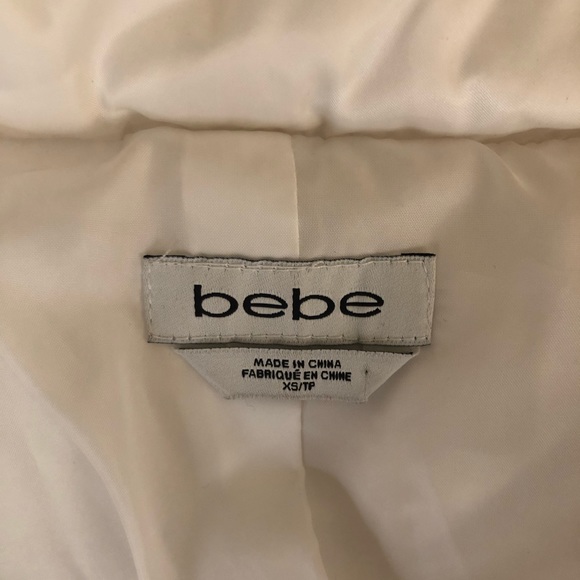 bebe
MADE IN CHINA
FABRIQUÉ EN CHINE
XS/TP